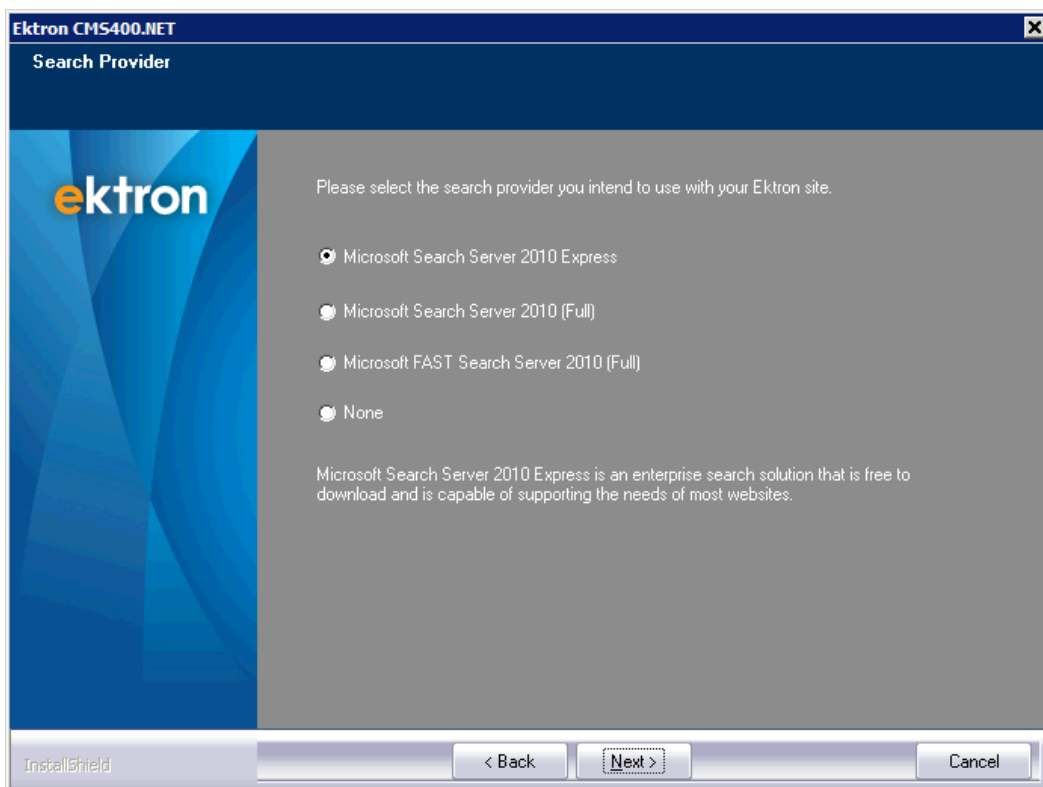 Ektron CMS400.NET
Search Provider
ektron
Please select the search provider you intend to use with your Ektron site.
Microsoft Search Server 2010 Express
Microsoft Search Server 2010 (Full)
Microsoft FAST Search Server 2010 (Full)
None
Microsoft Search Server 2010 Express is an enterprise search solution that is free to
download and is capable of supporting the needs of most websites.
InstallShield
< Back
Next >
Cancel